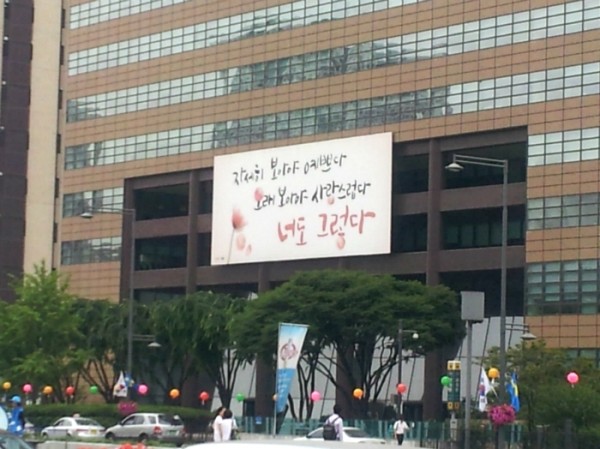 자세히 보아야 예쁘다
오래 보아야 사랑스럽다
너도 그렇다